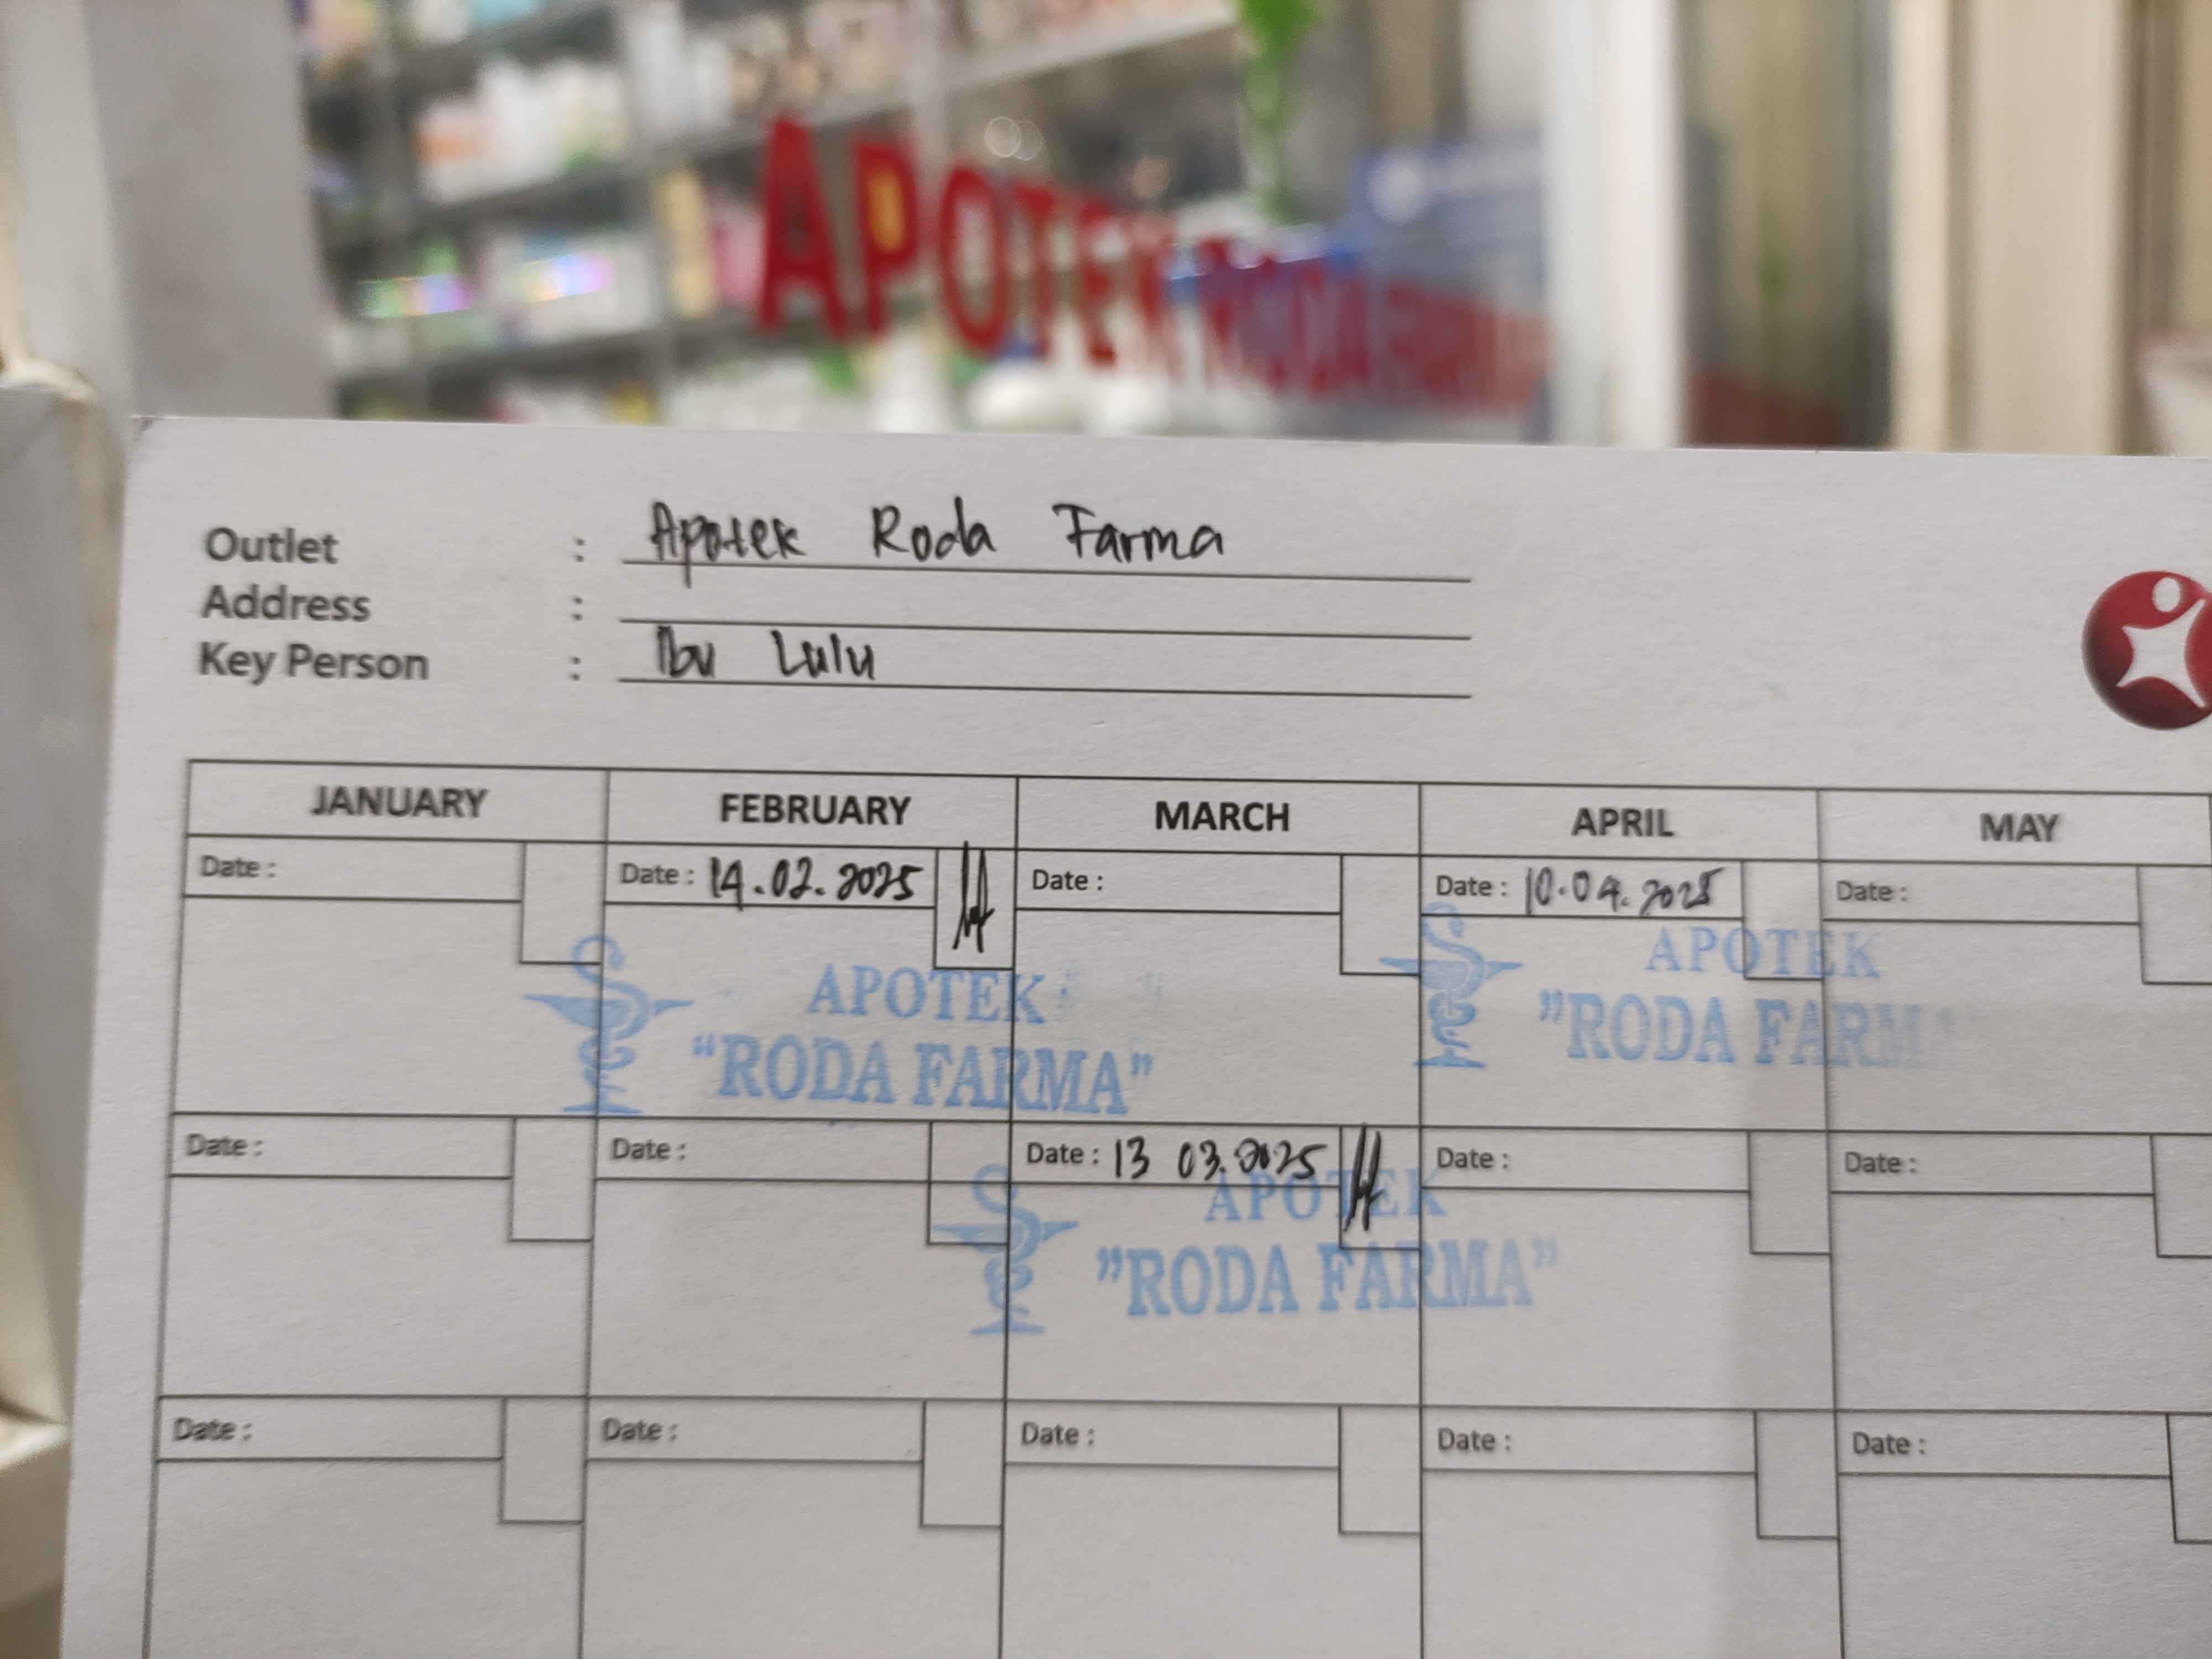 APOTEK RODA FARMA
Outlet : Apotek Roda Farma
Address :
Key Person : Ibu Lulu
JANUARY FEBRUARY MARCH APRIL MAY
Date : Date : 14.02.2025 Date : Date : 10.04.2025 Date :
APOTEK APOTEK
"RODA FARMA" "RODA FARM
Date : Date : Date : 13 03.2025 Date : Date :
APOTEK
"RODA FARMA"
Date : Date : Date : Date : Date :